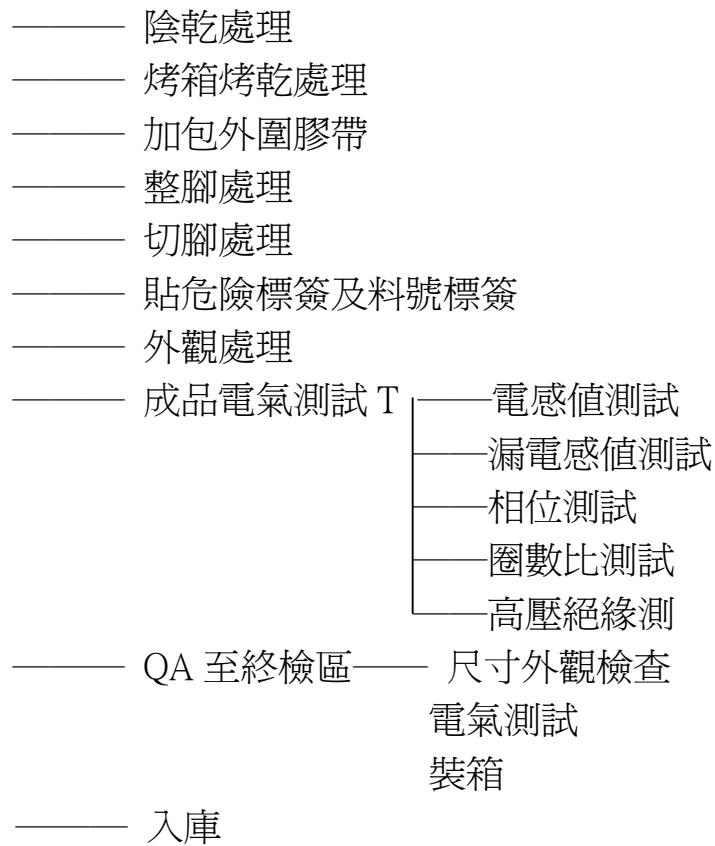 ——— 陰乾處理
——— 烤箱烤乾處理
——— 加包外圍膠帶
——— 整腳處理
——— 切腳處理
——— 貼危險標簽及料號標簽
——— 外觀處理
——— 成品電氣測試 T ——電感值測試
——漏電感值測試
——相位測試
——圈數比測試
——高壓絕緣測
——— QA 至終檢區—— 尺寸外觀檢查
電氣測試
裝箱
——— 入庫